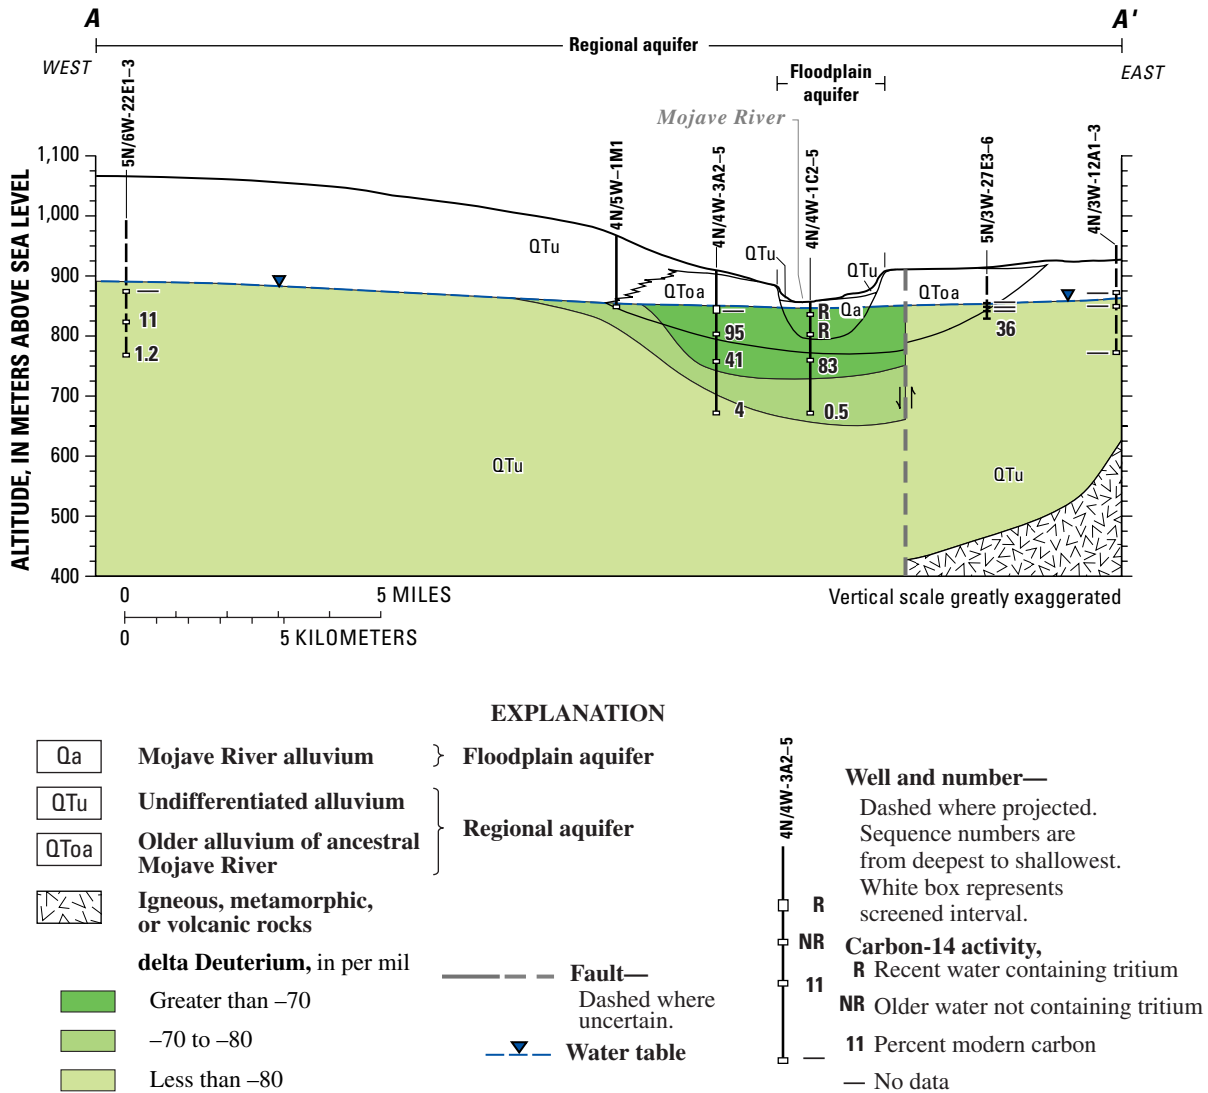 A
A'
Regional aquifer
WEST
EAST
Floodplain
aquifer
Mojave River
5N/6W-22E1–3
4N/5W–1M1
4N/4W-3A2–5
4N/4W-1C2–5
5N/3W-27E3–6
4N/3W-12A1–3
ALTITUDE, IN METERS ABOVE SEA LEVEL
1,100
1,000
900
800
700
600
500
400
QTu
QTu
QTu
QToa
QToa
Qa
R
R
11
1.2
95
41
4
83
0.5
36
QTu
QTu
0
5 MILES
0
5 KILOMETERS
Vertical scale greatly exaggerated
EXPLANATION
Qa
Mojave River alluvium
Floodplain aquifer
QTu
Undifferentiated alluvium
Regional aquifer
QToa
Older alluvium of ancestral
Mojave River
Igneous, metamorphic,
or volcanic rocks
delta Deuterium, in per mil
Greater than –70
–70 to –80
Less than –80
Fault—
Dashed where
uncertain.
Water table
4N/4W-3A2–5
R
NR
11
Well and number—
Dashed where projected.
Sequence numbers are
from deepest to shallowest.
White box represents
screened interval.
Carbon-14 activity,
R Recent water containing tritium
NR Older water not containing tritium
11 Percent modern carbon
— No data